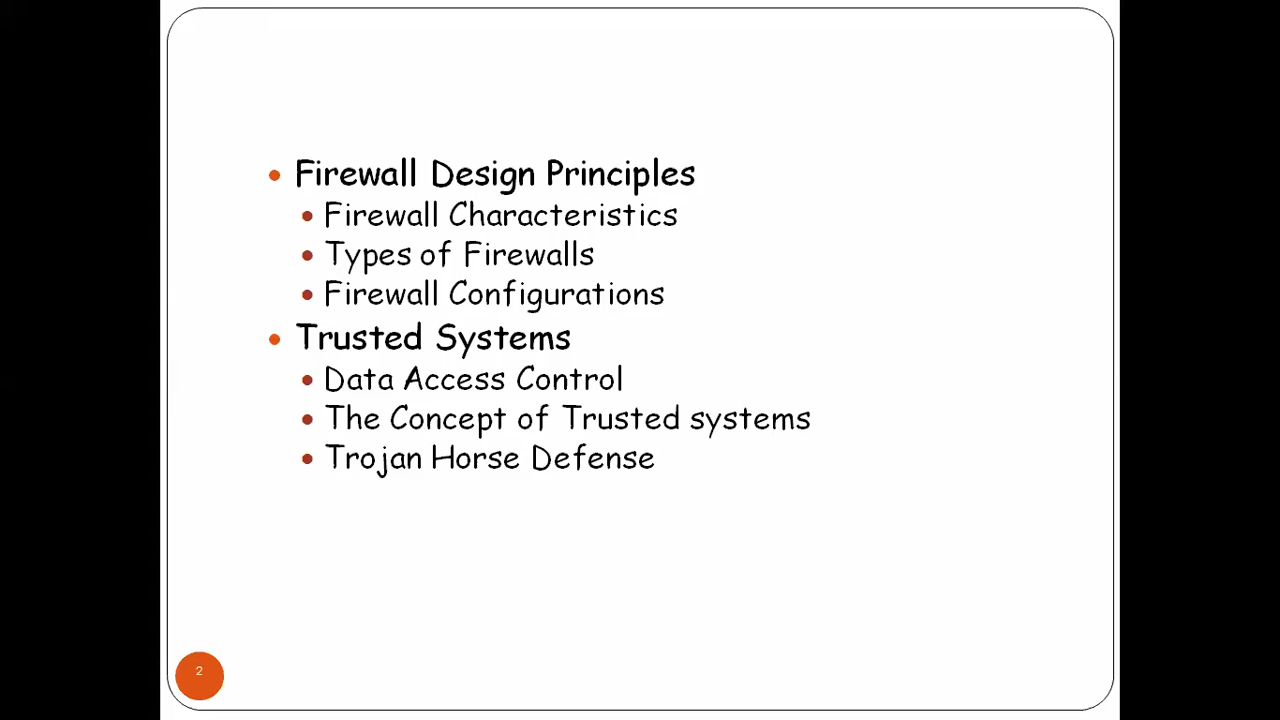 Firewall Design Principles
Firewall Characteristics
Types of Firewalls
Firewall Configurations
Trusted Systems
Data Access Control
The Concept of Trusted systems
Trojan Horse Defense
2